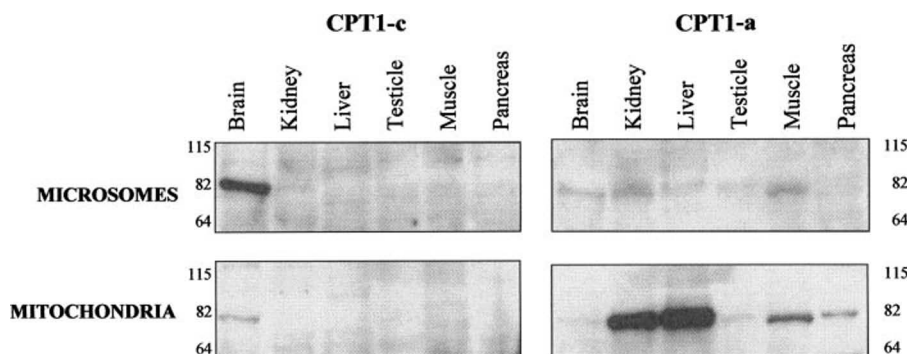 CPT1-c
CPT1-a
Brain
Kidney
Liver
Testicle
Muscle
Pancreas
Brain
Kidney
Liver
Testicle
Muscle
Pancreas
MICROSOMES
115
82
64
115
82
64
MITOCHONDRIA
115
82
64
115
82
64